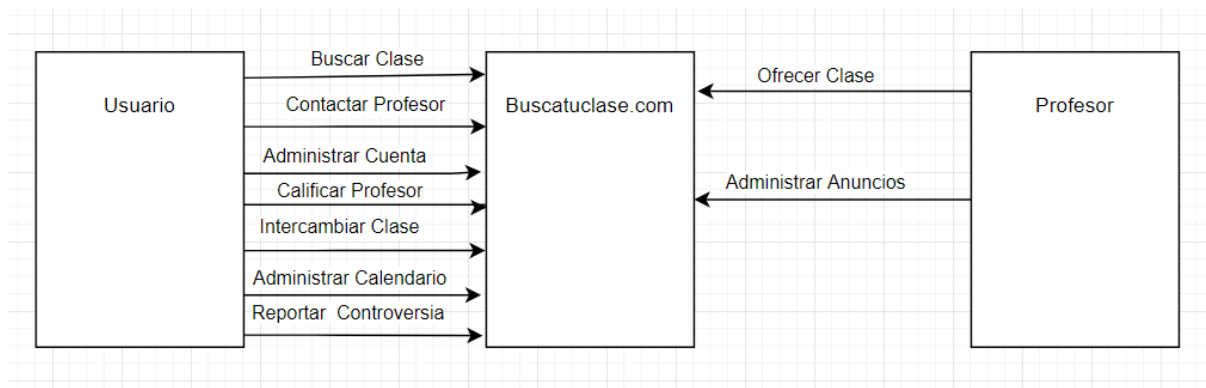 Usuario
Buscar Clase
Contactar Profesor
Administrar Cuenta
Calificar Profesor
Intercambiar Clase
Administrar Calendario
Reportar Controversia
Buscatuclase.com
Ofrecer Clase
Administrar Anuncios
Profesor